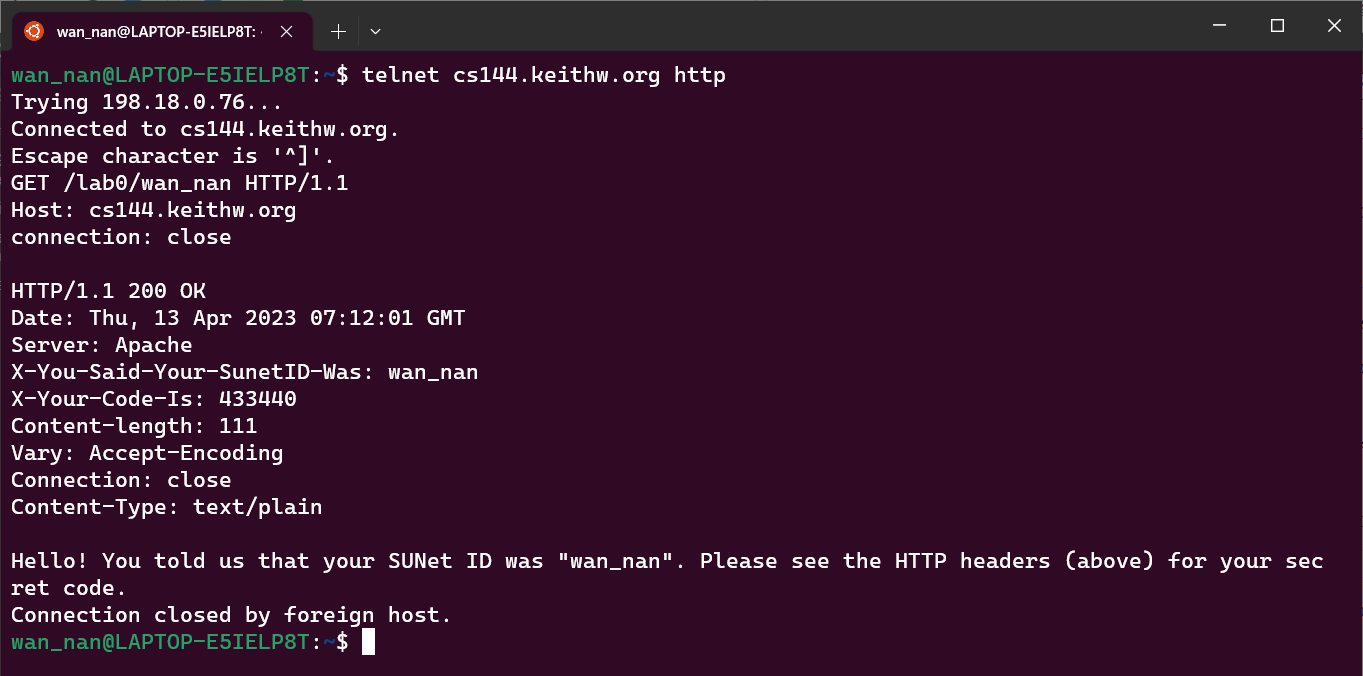 wan_nan@LAPTOP-E5IELP8T: 
wan_nan@LAPTOP-E5IELP8T:~$ telnet cs144.keithw.org http
Trying 198.18.0.76...
Connected to cs144.keithw.org.
Escape character is '^]'.
GET /lab0/wan_nan HTTP/1.1
Host: cs144.keithw.org
connection: close
HTTP/1.1 200 OK
Date: Thu, 13 Apr 2023 07:12:01 GMT
Server: Apache
X-You-Said-Your-SunetID-Was: wan_nan
X-Your-Code-Is: 433440
Content-length: 111
Vary: Accept-Encoding
Connection: close
Content-Type: text/plain
Hello! You told us that your SUNet ID was "wan_nan". Please see the HTTP headers (above) for your sec
ret code.
Connection closed by foreign host.
wan_nan@LAPTOP-E5IELP8T:~$